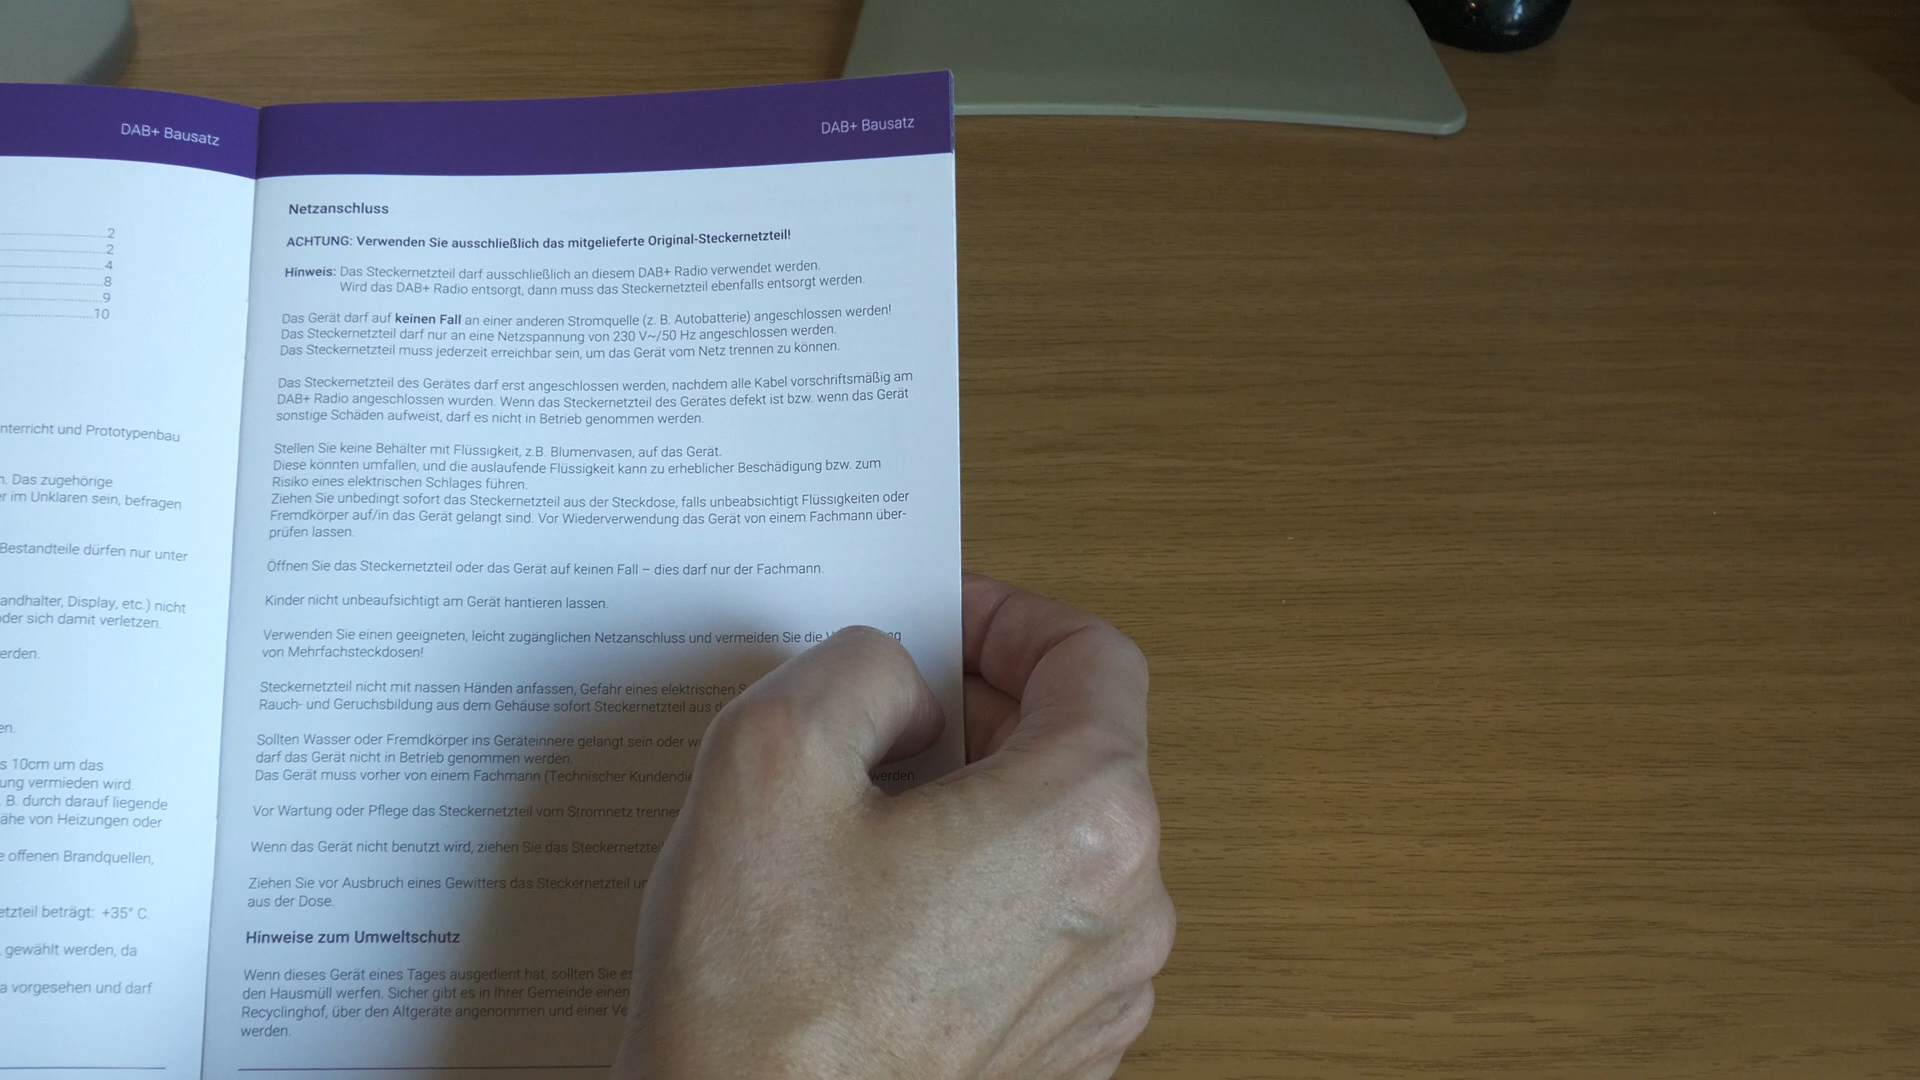 DAB+ Bausatz
2
2
4
8
9
10
nterricht und Prototypenbau
. Das zugehörige
r im Unklaren sein, befragen
Bestandteile dürfen nur unter
andhalter, Display, etc.) nicht
oder sich damit verletzen.
erden.
en.
s 10cm um das
ung vermieden wird.
. B. durch darauf liegende
ähe von Heizungen oder
e offenen Brandquellen,
etzteil beträgt: +35° C.
gewählt werden, da
a vorgesehen und darf
DAB+ Bausatz
Netzanschluss
ACHTUNG: Verwenden Sie ausschließlich das mitgelieferte Original-Steckernetzteil!
Hinweis: Das Steckernetzteil darf ausschließlich an diesem DAB+ Radio verwendet werden.
Wird das DAB+ Radio entsorgt, dann muss das Steckernetzteil ebenfalls entsorgt werden.
Das Gerät darf auf keinen Fall an einer anderen Stromquelle (z. B. Autobatterie) angeschlossen werden!
Das Steckernetzteil darf nur an eine Netzspannung von 230 V~/50 Hz angeschlossen werden.
Das Steckernetzteil muss jederzeit erreichbar sein, um das Gerät vom Netz trennen zu können.
Das Steckernetzteil des Gerätes darf erst angeschlossen werden, nachdem alle Kabel vorschriftsmäßig am
DAB+ Radio angeschlossen wurden. Wenn das Steckernetzteil des Gerätes defekt ist bzw. wenn das Gerät
sonstige Schäden aufweist, darf es nicht in Betrieb genommen werden.
Stellen Sie keine Behälter mit Flüssigkeit, z.B. Blumenvasen, auf das Gerät.
Diese könnten umfallen, und die auslaufende Flüssigkeit kann zu erheblicher Beschädigung bzw. zum
Risiko eines elektrischen Schlages führen.
Ziehen Sie unbedingt sofort das Steckernetzteil aus der Steckdose, falls unbeabsichtigt Flüssigkeiten oder
Fremdkörper auf/in das Gerät gelangt sind. Vor Wiederverwendung das Gerät von einem Fachmann über-
prüfen lassen.
Öffnen Sie das Steckernetzteil oder das Gerät auf keinen Fall – dies darf nur der Fachmann.
Kinder nicht unbeaufsichtigt am Gerät hantieren lassen.
Verwenden Sie einen geeigneten, leicht zugänglichen Netzanschluss und vermeiden Sie die
von Mehrfachsteckdosen!
Steckernetzteil nicht mit nassen Händen anfassen, Gefahr eines elektrischen
Rauch- und Geruchsbildung aus dem Gehäuse sofort Steckernetzteil aus
Sollten Wasser oder Fremdkörper ins Geräteinnere gelangt sein oder
darf das Gerät nicht in Betrieb genommen werden.
Das Gerät muss vorher von einem Fachmann (Technischer Kundendie werden.
Vor Wartung oder Pflege das Steckernetzteil vom Stromnetz trennen
Wenn das Gerät nicht benutzt wird, ziehen Sie das Steckernetzteil
Ziehen Sie vor Ausbruch eines Gewitters das Steckernetzteil
aus der Dose.
Hinweise zum Umweltschutz
Wenn dieses Gerät eines Tages ausgedient hat, sollten Sie es
den Hausmüll werfen. Sicher gibt es in Ihrer Gemeinde einen
Recyclinghof, über den Altgeräte angenommen und einer Ve
werden.